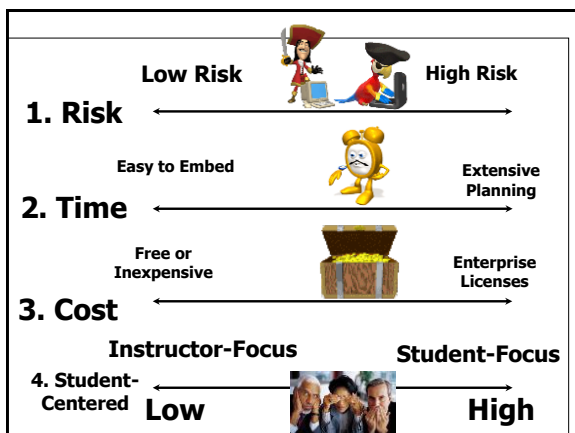 Low Risk
High Risk
1. Risk
Easy to Embed
Extensive
Planning
2. Time
Free or
Inexpensive
Enterprise
Licenses
3. Cost
Instructor-Focus
Student-Focus
4. Student-
Centered
Low
High